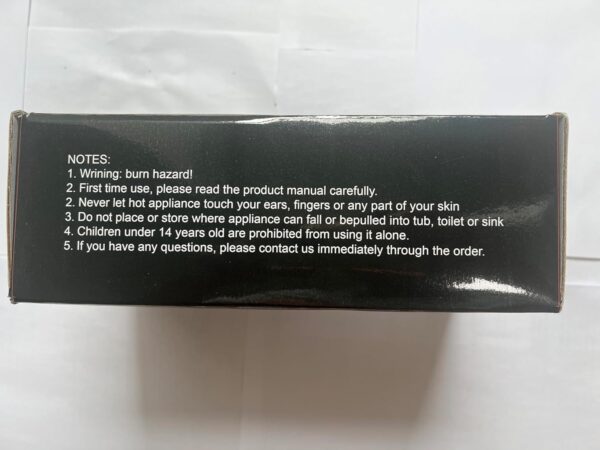 NOTES:
1. Wrining: burn hazard!
2. First time use, please read the product manual carefully.
2. Never let hot appliance touch your ears, fingers or any part of your skin
3. Do not place or store where appliance can fall or bepulled into tub, toilet or sink
4. Children under 14 years old are prohibited from using it alone.
5. If you have any questions, please contact us immediately through the order.